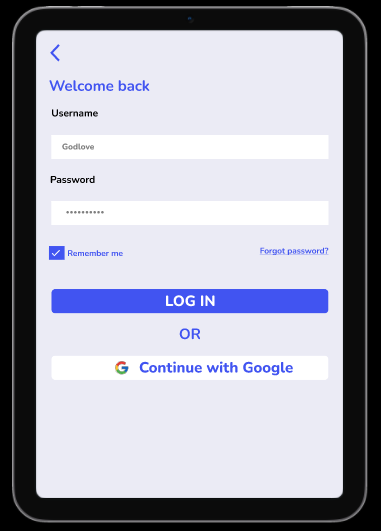 Welcome back
Username
Godlove
Password
••••••••••
Remember me
Forgot password?
LOG IN
OR
Continue with Google